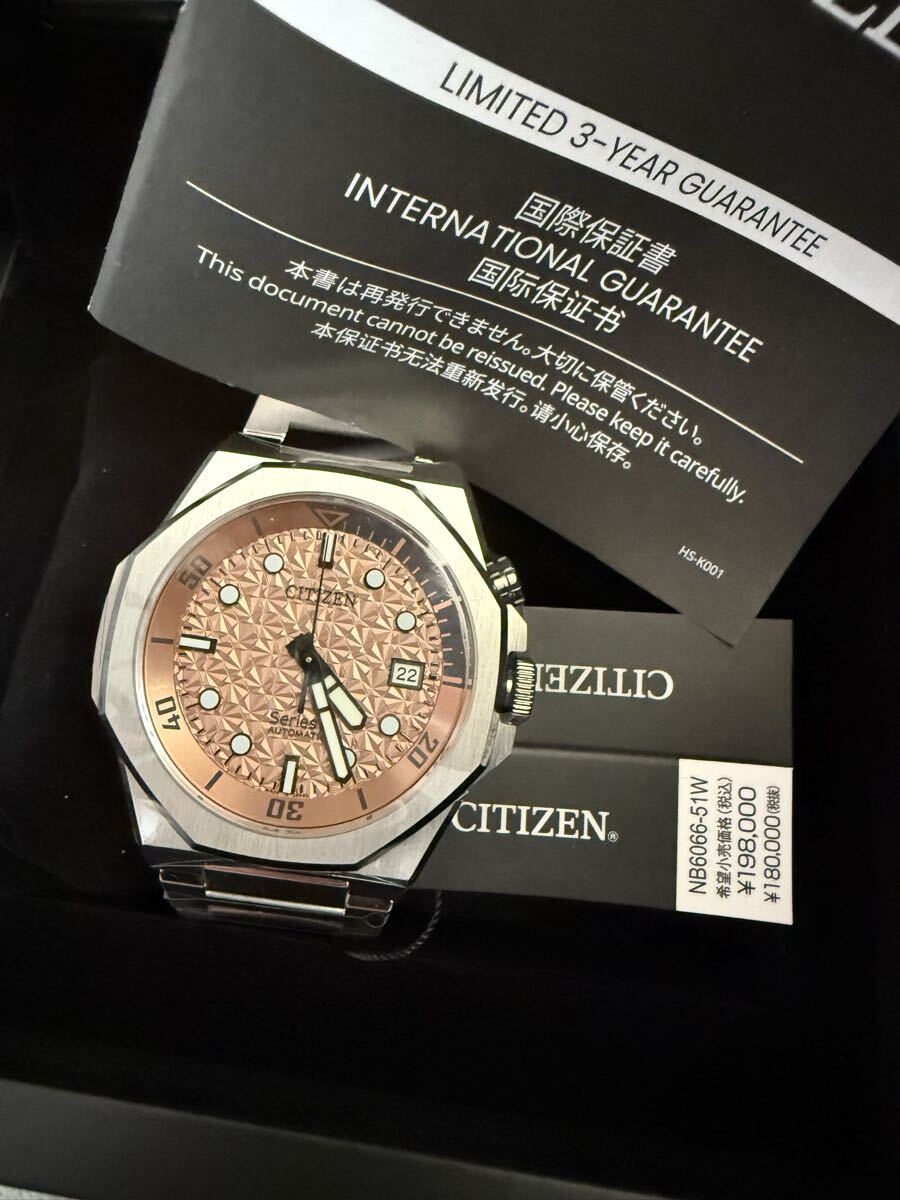 LIMITED 3-YEAR GUARANTEE
国際保証書
INTERNATIONAL GUARANTEE
国际保证书
本書は再発行できません。大切に保管ください。
This document cannot be reissued. Please keep it carefully.
本保证书无法重新发行。请小心保存。
HS-K001
CITIZEN
22
Series
50
40
30
20
CITIZEN
CITIZEN®
NB6066-51W
希望小売価格(税込)
¥198,000
¥180,000(税抜)